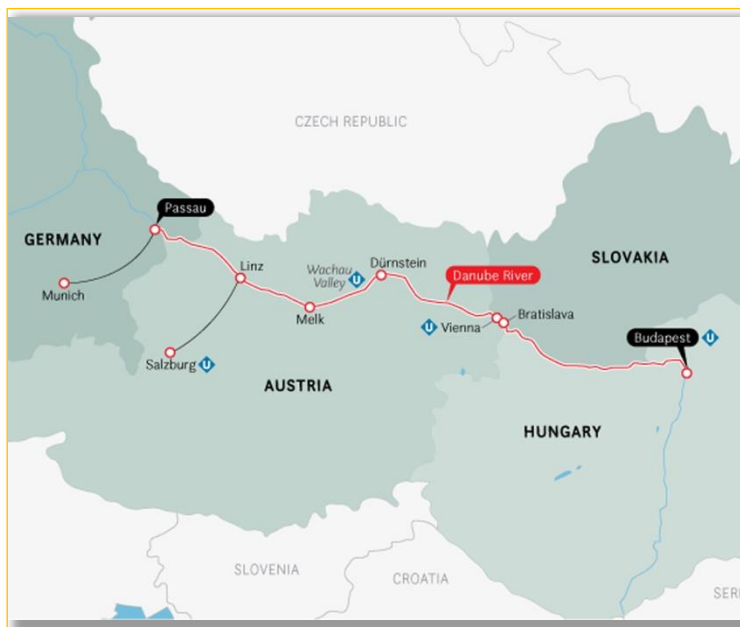 CZECH REPUBLIC
Passau
GERMANY
Munich
Linz
Wachau
Valley
U
Dürnstein
Danube River
SLOVAKIA
Melk
U
Vienna
Bratislava
Budapest
U
Salzburg
U
AUSTRIA
HUNGARY
SLOVENIA
CROATIA
SERB